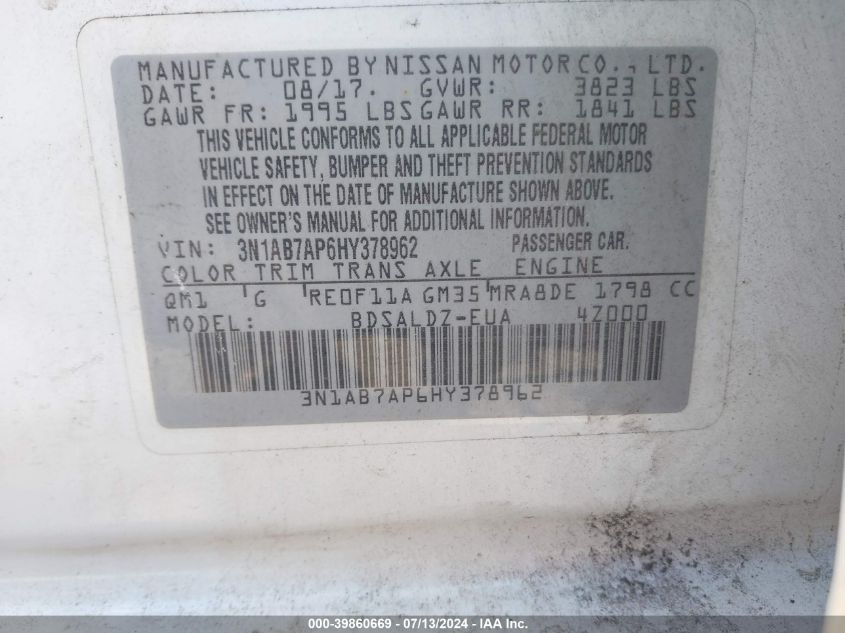 MANUFACTURED BY NISSAN MOTOR CO., LTD.
DATE: 08/17. GVWR: 3823 LBS
GAWR FR: 1995 LBS GAWR RR: 1841 LBS
THIS VEHICLE CONFORMS TO ALL APPLICABLE FEDERAL MOTOR
VEHICLE SAFETY, BUMPER AND THEFT PREVENTION STANDARDS
IN EFFECT ON THE DATE OF MANUFACTURE SHOWN ABOVE.
SEE OWNER'S MANUAL FOR ADDITIONAL INFORMATION.
VIN: 3N1AB7AP6HY378962 PASSENGER CAR.
COLOR TRIM TRANS AXLE ENGINE
QM1 G RE0F11A GM35 MRA8DE 1798 CC
MODEL: BDSALDZ-EUA 4Z000
3N1AB7AP6HY378962
000-39860669 - 07/13/2024 - IAA Inc.